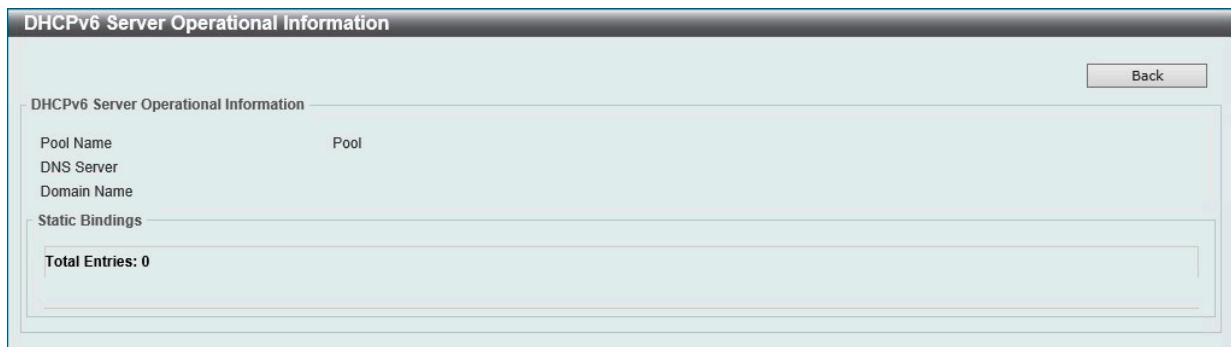 DHCPv6 Server Operational Information
Back
DHCPv6 Server Operational Information
Pool Name Pool
DNS Server
Domain Name
Static Bindings
Total Entries: 0